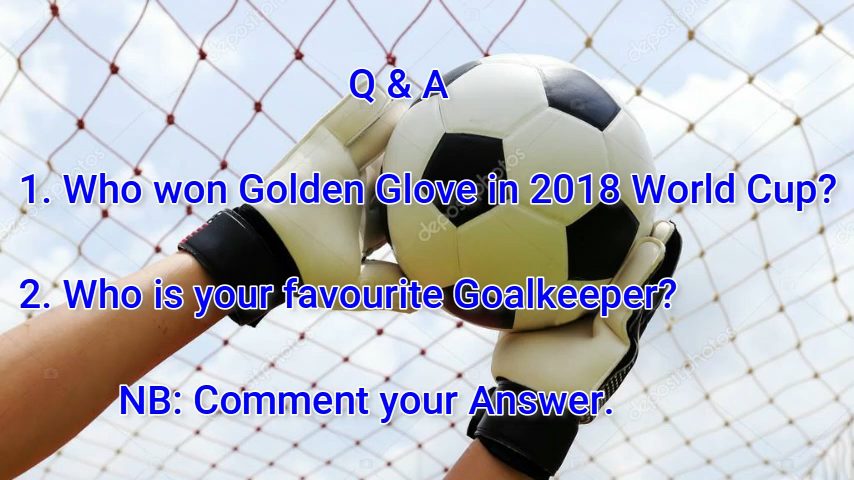 Q & A
1. Who won Golden Glove in 2018 World Cup?
2. Who is your favourite Goalkeeper?
NB: Comment your Answer.
depositphotos